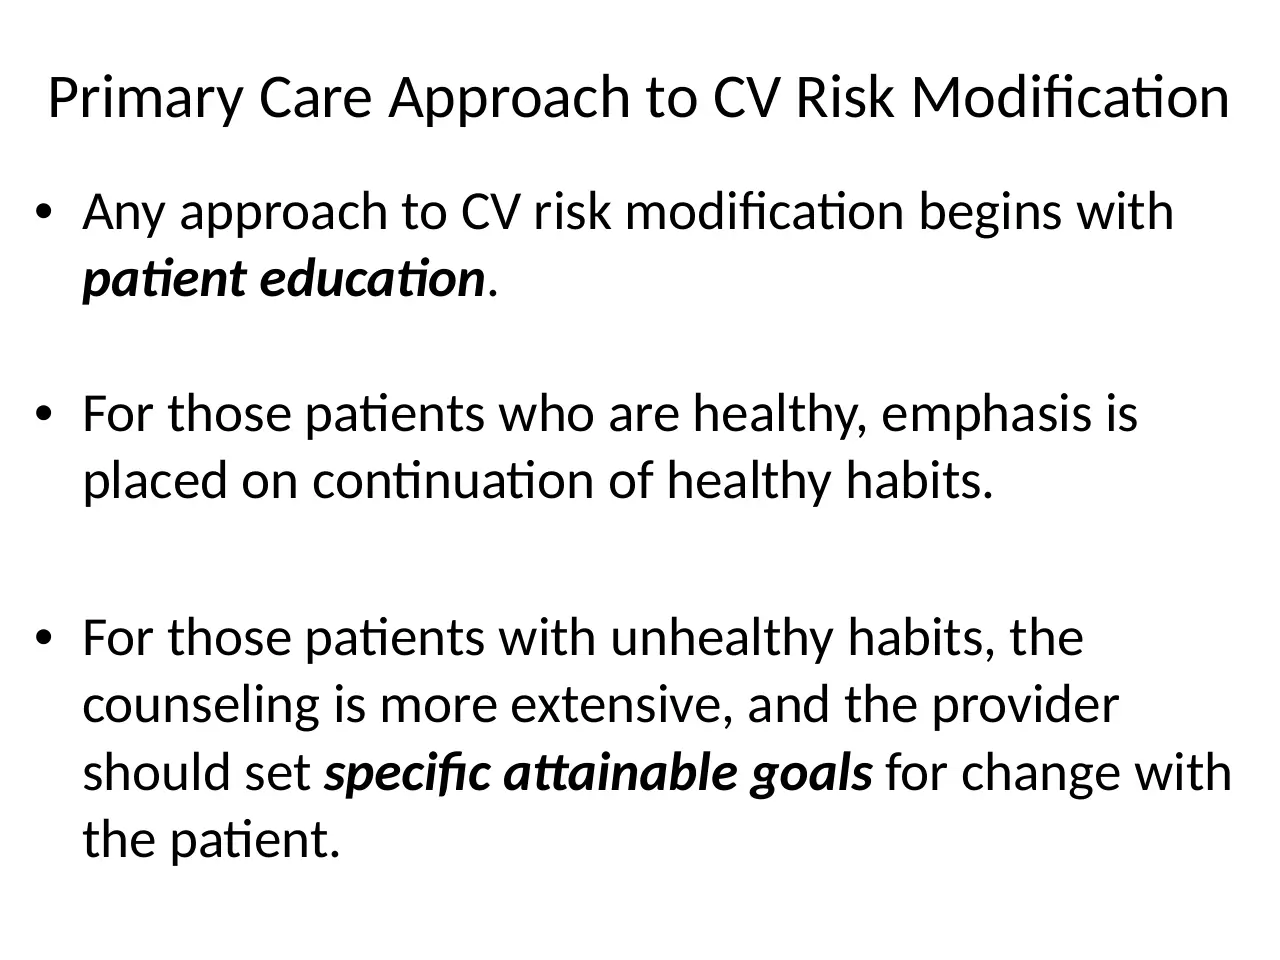 Primary Care Approach to CV Risk Modification
• Any approach to CV risk modification begins with
patient education.
• For those patients who are healthy, emphasis is
placed on continuation of healthy habits.
• For those patients with unhealthy habits, the
counseling is more extensive, and the provider
should set specific attainable goals for change with
the patient.